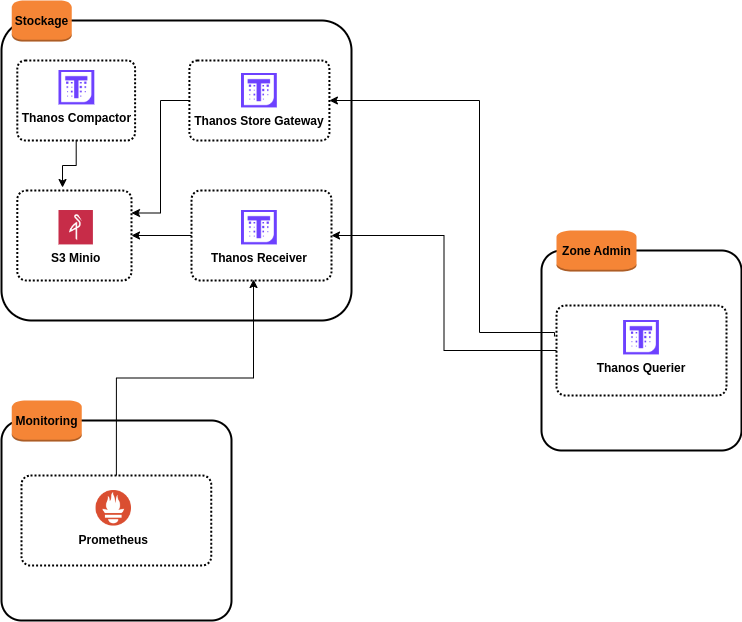 Stockage
Thanos Compactor
Thanos Store Gateway
S3 Minio
Thanos Receiver
Zone Admin
Thanos Querier
Monitoring
Prometheus